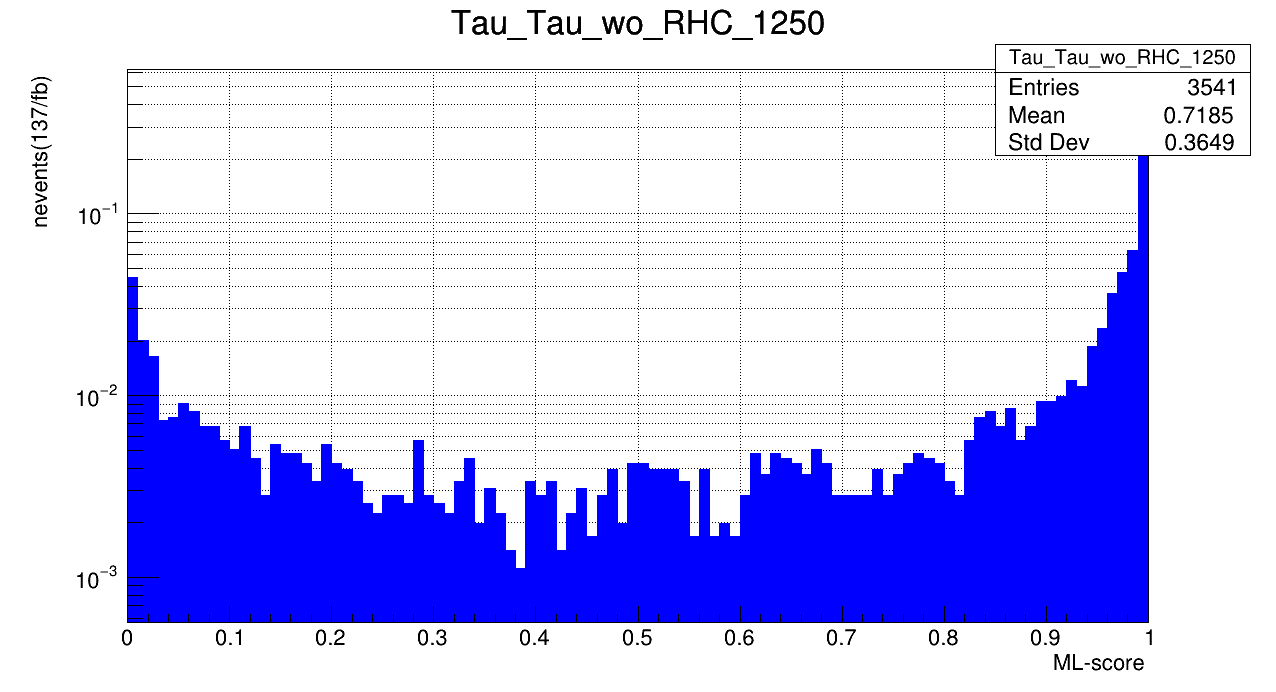 Tau_Tau_wo_RHC_1250
Tau_Tau_wo_RHC_1250
Entries 3541
Mean 0.7185
Std Dev 0.3649
nevents(137/fb)
10⁻¹
10⁻²
10⁻³
0 0.1 0.2 0.3 0.4 0.5 0.6 0.7 0.8 0.9 1
ML-score